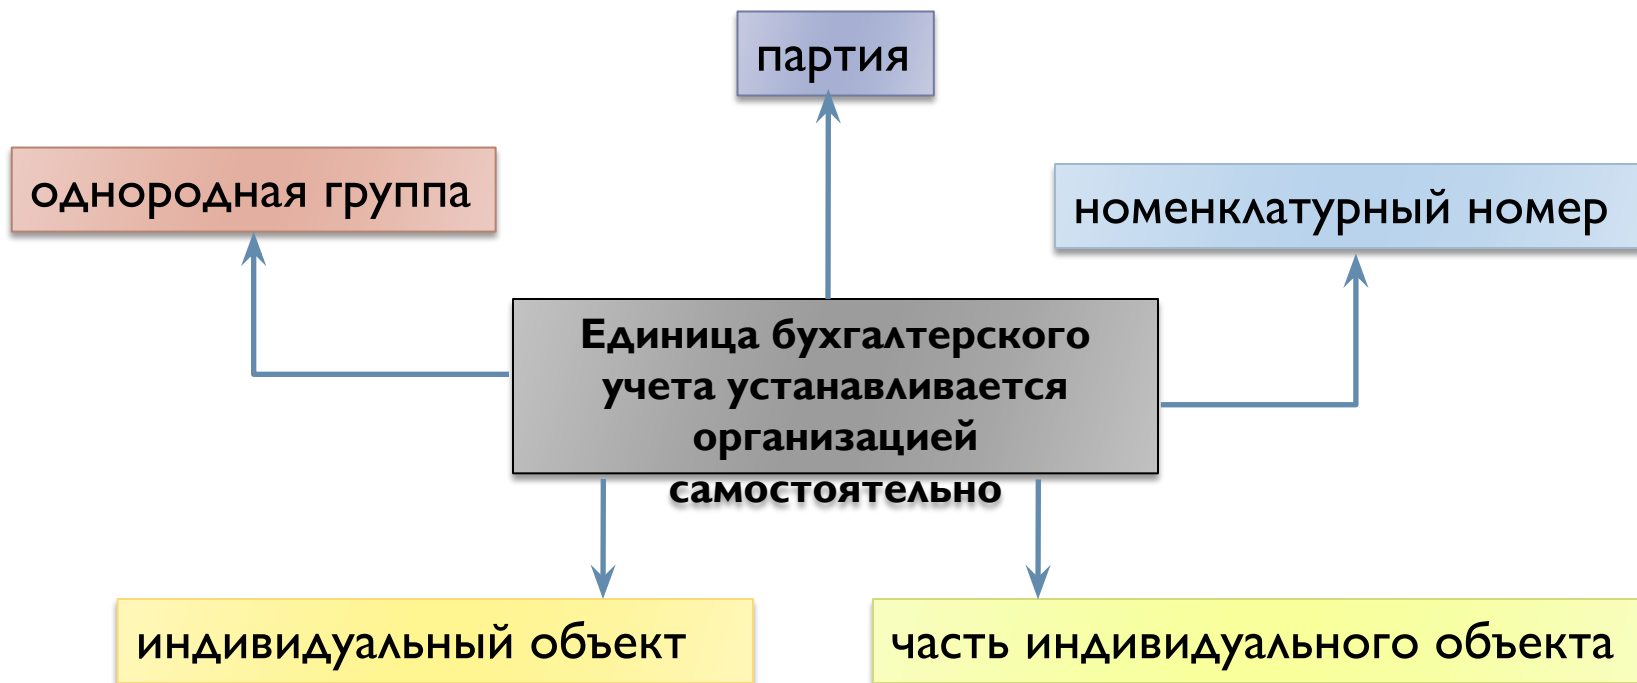 партия
однородная группа
номенклатурный номер
Единица бухгалтерского
учета устанавливается
организацией
самостоятельно
индивидуальный объект
часть индивидуального объекта